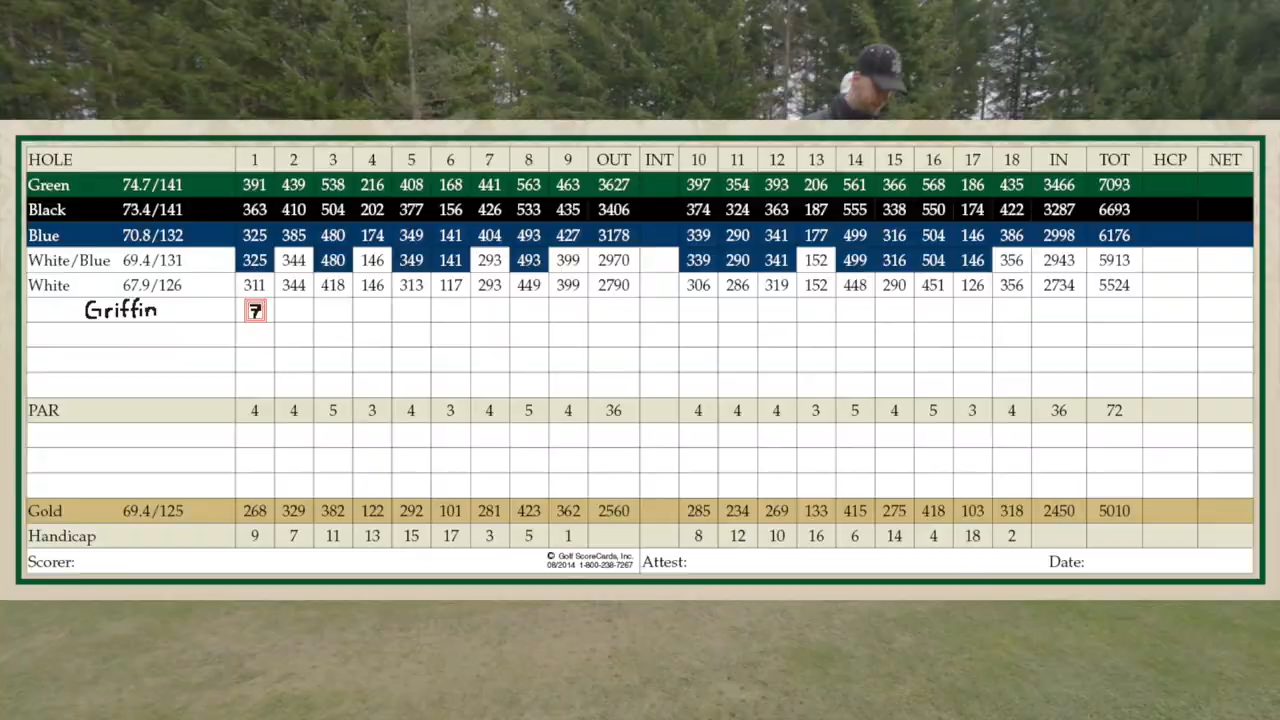 HOLE 1 2 3 4 5 6 7 8 9 OUT INT 10 11 12 13 14 15 16 17 18 IN TOT HCP NET
Green 74.7/141 391 439 538 216 408 168 441 563 463 3627 397 354 393 206 561 366 568 186 435 3466 7093
Black 73.4/141 363 410 504 202 377 156 426 533 435 3406 374 324 363 187 555 338 550 174 422 3287 6693
Blue 70.8/132 325 385 480 174 349 141 404 493 427 3178 339 290 341 177 499 316 504 146 386 2998 6176
White/Blue 69.4/131 325 344 480 146 349 141 293 493 399 2970 339 290 341 152 499 316 504 146 356 2943 5913
White 67.9/126 311 344 418 146 313 117 293 449 399 2790 306 286 319 152 448 290 451 126 356 2734 5524
Griffin 7
PAR 4 4 5 3 4 3 4 5 4 36 4 4 4 3 5 4 5 3 4 36 72
Gold 69.4/125 268 329 382 122 292 101 281 423 362 2560 285 234 269 133 415 275 418 103 318 2450 5010
Handicap 9 7 11 13 15 17 3 5 1 8 12 10 16 6 14 4 18 2
Scorer: © Golf ScoreCards, Inc. Attest: Date:
08/2014 1-800-238-7267